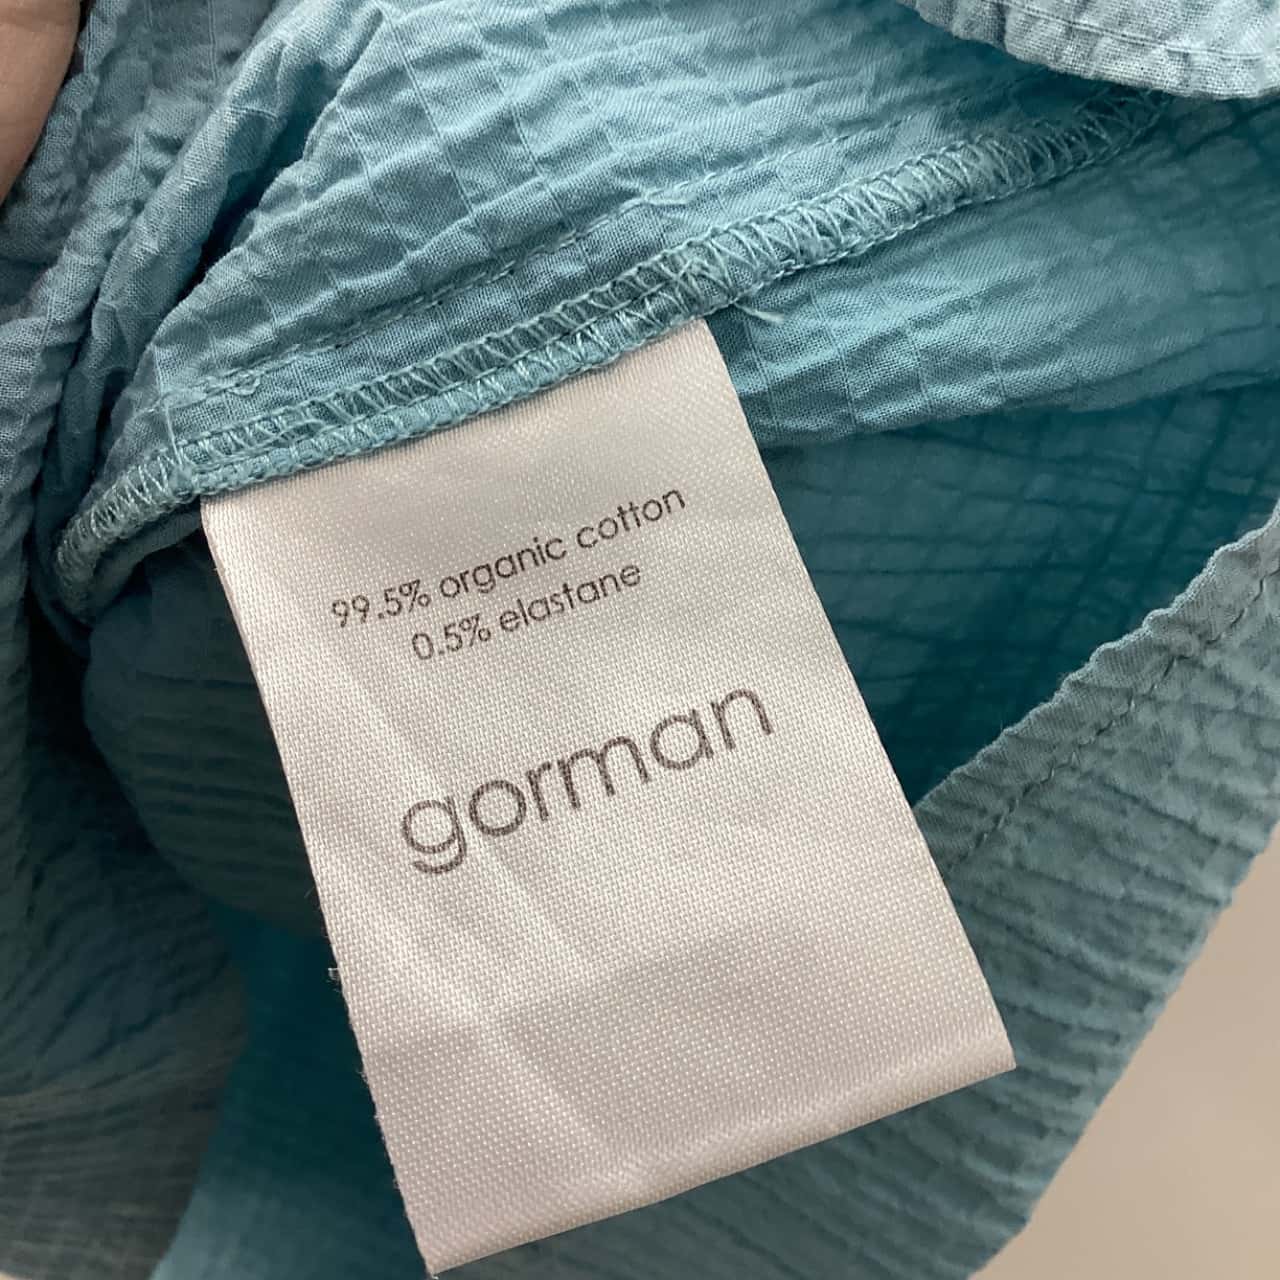 99.5% organic cotton
0.5% elastane
gorman